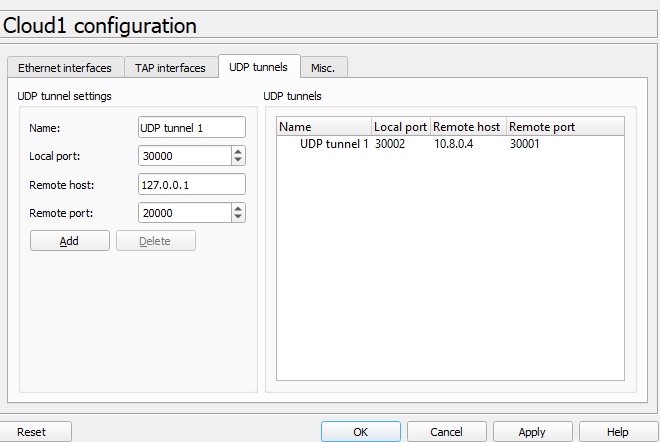 Cloud1 configuration
Ethernet interfaces TAP interfaces UDP tunnels Misc.
UDP tunnel settings
Name: UDP tunnel 1
Local port: 30000
Remote host: 127.0.0.1
Remote port: 20000
Add Delete
UDP tunnels
Name Local port Remote host Remote port
UDP tunnel 1 30002 10.8.0.4 30001
Reset OK Cancel Apply Help